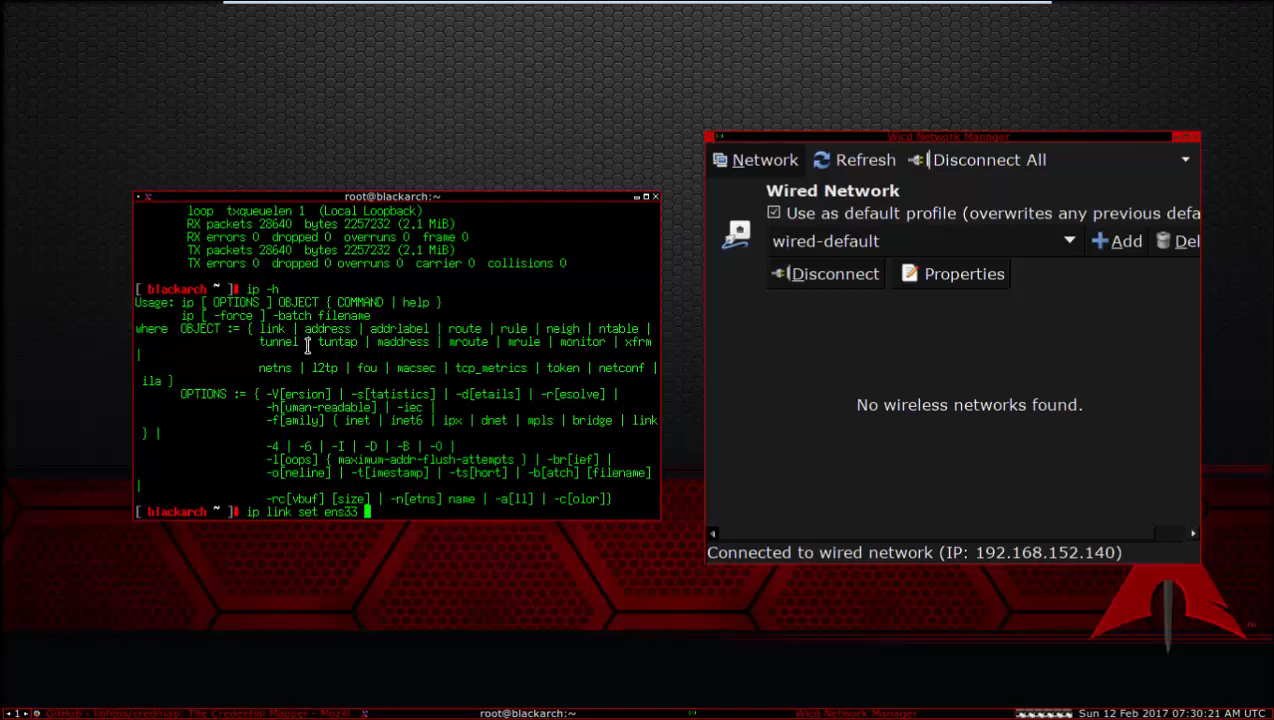 root@blackarch:~
loop txqueuelen 1 (Local Loopback)
RX packets 28640 bytes 2257232 (2.1 MiB)
RX errors 0 dropped 0 overruns 0 frame 0
TX packets 28640 bytes 2257232 (2.1 MiB)
TX errors 0 dropped 0 overruns 0 carrier 0 collisions 0
[ blackarch ~ ]# ip -h
Usage: ip [ OPTIONS ] OBJECT { COMMAND | help }
ip [ -force ] -batch filename
where OBJECT := { link | address | addrlabel | route | rule | neigh | ntable |
tunnel | tuntap | maddress | mroute | mrule | monitor | xfrm
|
netns | l2tp | fou | macsec | tcp_metrics | token | netconf |
ila }
OPTIONS := { -V[ersion] | -s[tatistics] | -d[etails] | -r[esolve] |
-h[uman-readable] | -iec |
-f[amily] { inet | inet6 | ipx | dnet | mpls | bridge | link
} |
-4 | -6 | -I | -D | -B | -0 |
-l[oops] { maximum-addr-flush-attempts } | -br[ief] |
-o[neline] | -t[imestamp] | -ts[hort] | -b[atch] [filename]
|
-rc[vbuf] [size] | -n[etns] name | -a[ll] | -c[olor]}
[ blackarch ~ ]# ip link set ens33
Wicd Network Manager
Network Refresh Disconnect All
Wired Network
Use as default profile (overwrites any previous defa
wired-default Add Del
Disconnect Properties
No wireless networks found.
Connected to wired network (IP: 192.168.152.140)
1 GitHub - lightos/credmap: The Credential Mapper - Mozill root@blackarch:~ Wicd Network Manager Sun 12 Feb 2017 07:30:21 AM UTC